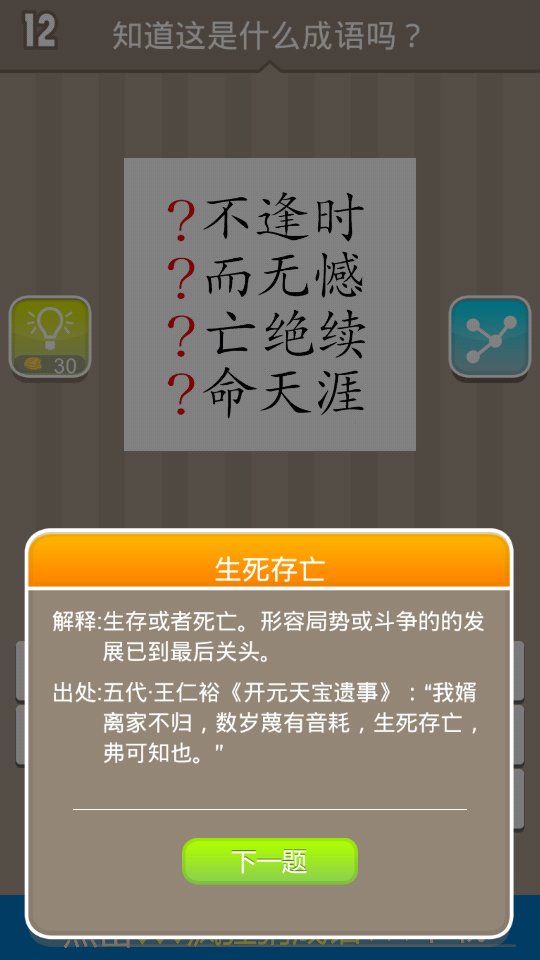 12
知道这是什么成语吗？
？不逢时
？而无憾
？亡绝续
？命天涯
30
生死存亡
解释:生存或者死亡。形容局势或斗争的的发
展已到最后关头。
出处:五代·王仁裕《开元天宝遗事》：“我婿
离家不归，数岁蔑有音耗，生死存亡，
弗可知也。”
下一题